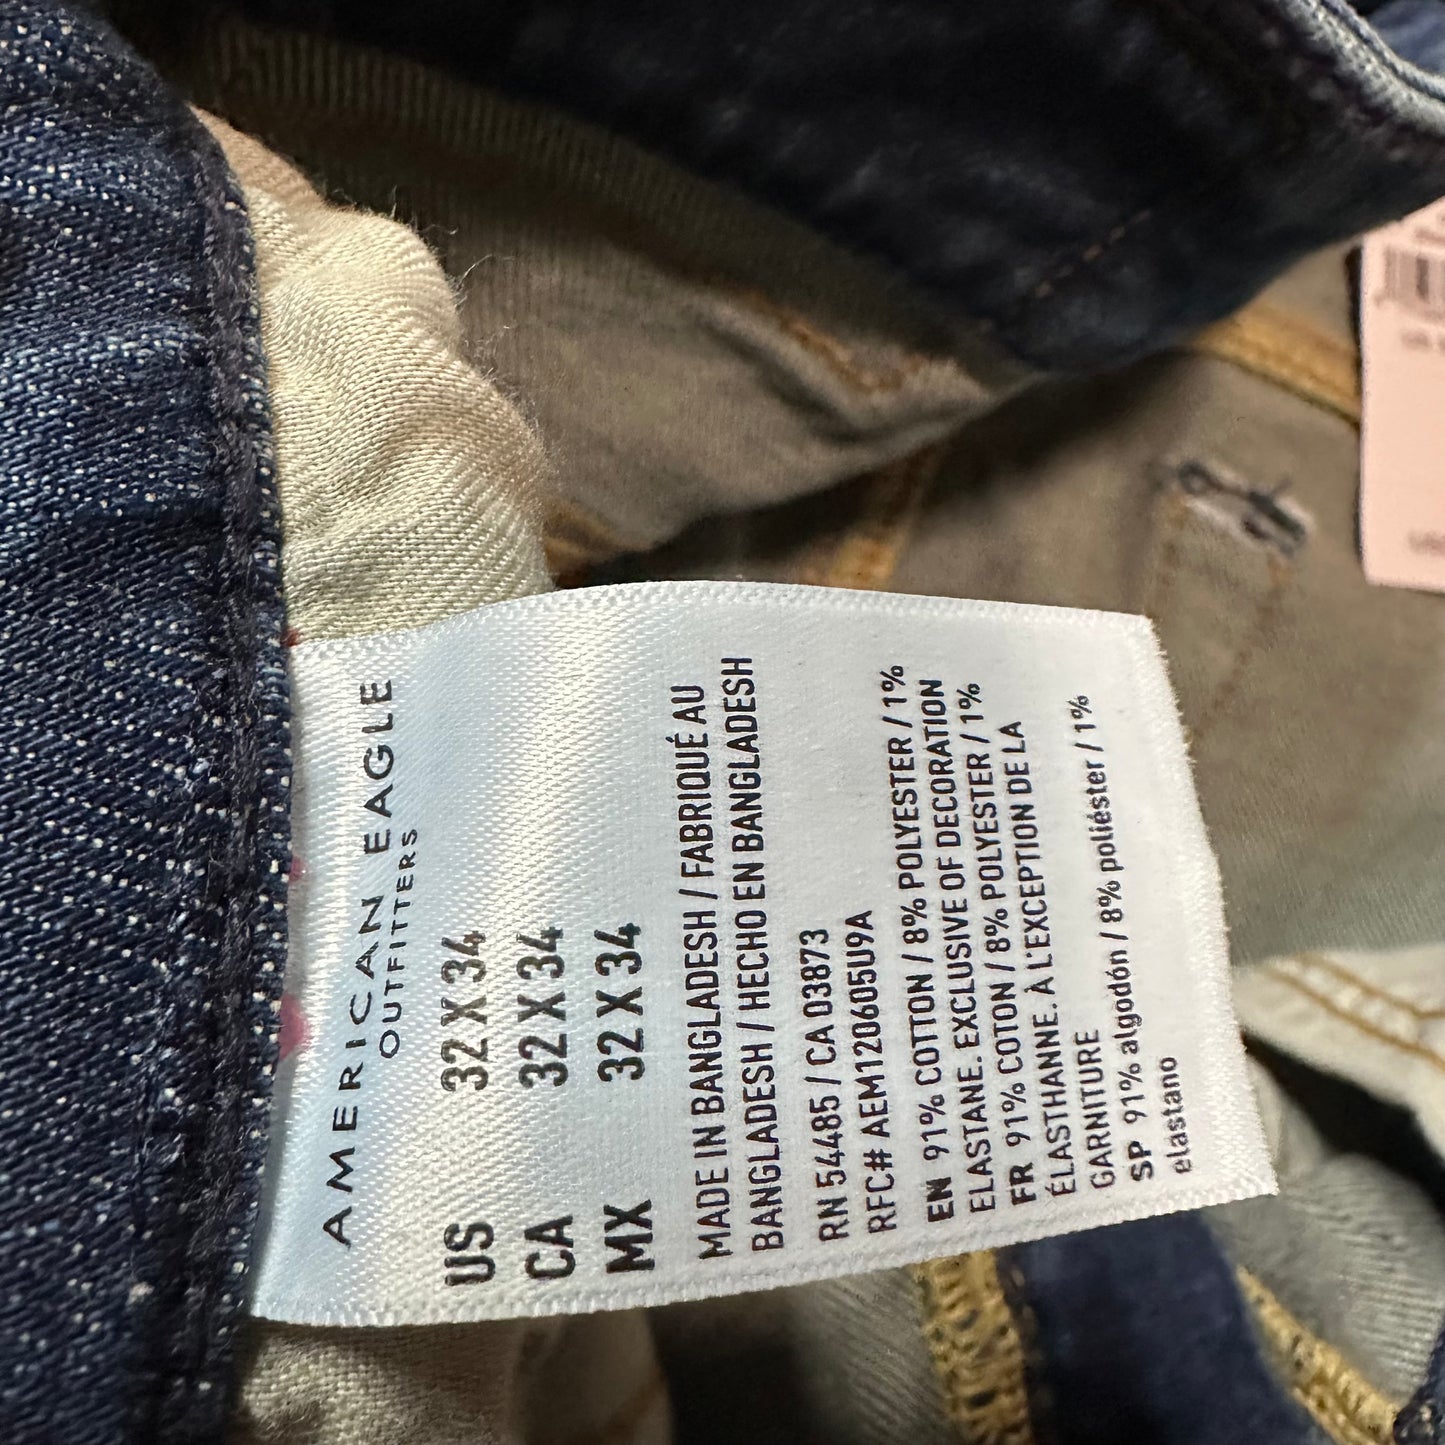 AMERICAN EAGLE
OUTFITTERS
US 32 X 34
CA 32 X 34
MX 32 X 34
MADE IN BANGLADESH / FABRIQUÉ AU
BANGLADESH / HECHO EN BANGLADESH
RN 54485 / CA 03873
RFC# AEM120605U9A
EN 91% COTTON / 8% POLYESTER / 1%
ELASTANE. EXCLUSIVE OF DECORATION
FR 91% COTON / 8% POLYESTER / 1%
ÉLASTHANNE. À L'EXCEPTION DE LA
GARNITURE
SP 91% algodón / 8% poliéster / 1%
elastano